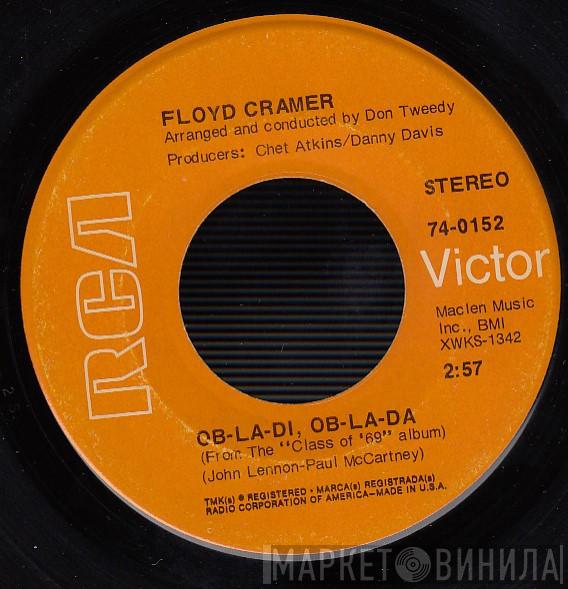 FLOYD CRAMER
Arranged and conducted by Don Tweedy
Producers: Chet Atkins/Danny Davis
STEREO
74-0152
RCA
Victor
Maclen Music
Inc., BMI
XWKS-1342
2:57
OB-LA-DI, OB-LA-DA
(From The "Class of '69" album)
(John Lennon-Paul McCartney)
TMK(s) ® REGISTERED • MARCA(s) REGISTRADA(s)
RADIO CORPORATION OF AMERICA—MADE IN U.S.A.
МАРКЕТ ВИНИЛА